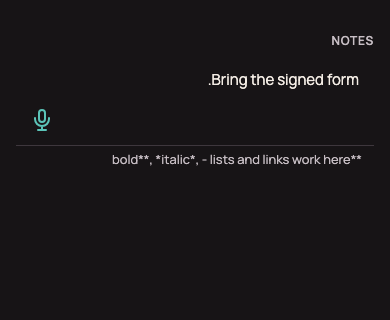 NOTES
.Bring the signed form
bold**, *italic*, - lists and links work here**